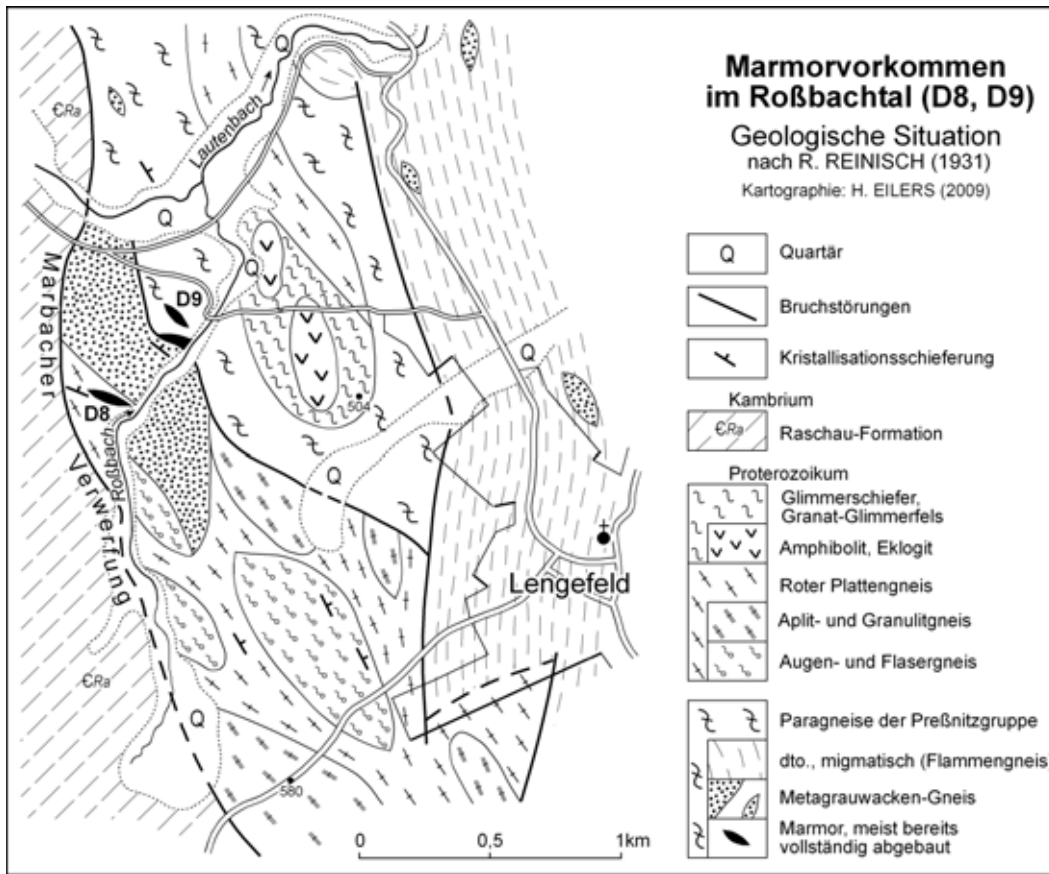 Marmorvorkommen
im Roßbachtal (D8, D9)
Geologische Situation
nach R. REINISCH (1931)
Kartographie: H. EILERS (2009)
Q
Quartär
Bruchstörungen
Kristallisationsschieferung
Kambrium
ЄRa
Raschau-Formation
Proterozoikum
Glimmerschiefer,
Granat-Glimmerfels
Amphibolit, Eklogit
Roter Plattengneis
Aplit- und Granulitgneis
Augen- und Flasergneis
Paragneise der Preßnitzgruppe
dto., migmatisch (Flammengneis)
Metagrauwacken-Gneis
Marmor, meist bereits
vollständig abgebaut
Q
ЄRa
Lautenbach
Q
Q
Marbacher
D9
D8
504
Q
Roßbach
Q
Verwerfung
Lengefeld
ЄRa
Q
580
0
0,5
1km